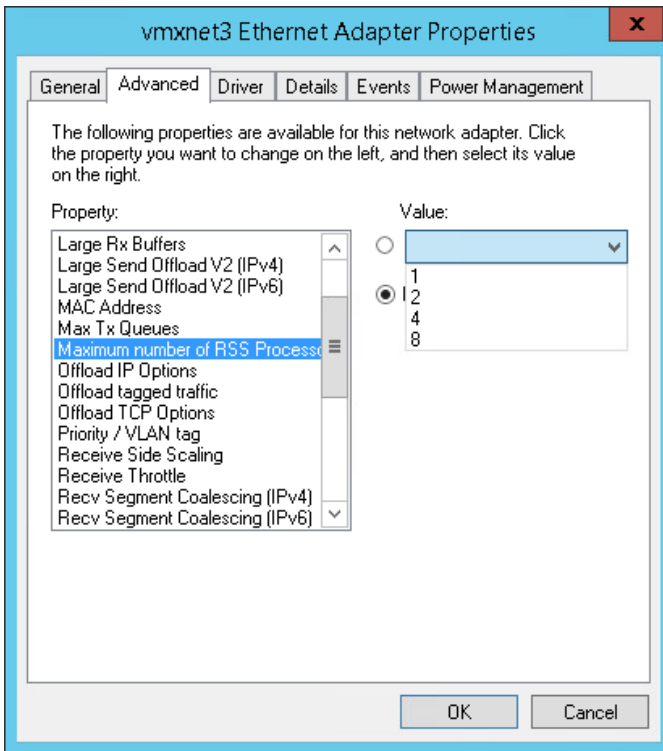 vmxnet3 Ethernet Adapter Properties
x
General Advanced Driver Details Events Power Management
The following properties are available for this network adapter. Click
the property you want to change on the left, and then select its value
on the right.
Property:
Value:
Large Rx Buffers
Large Send Offload V2 (IPv4)
Large Send Offload V2 (IPv6)
MAC Address
Max Tx Queues
Maximum number of RSS Process
Offload IP Options
Offload tagged traffic
Offload TCP Options
Priority / VLAN tag
Receive Side Scaling
Receive Throttle
Recv Segment Coalescing (IPv4)
Recv Segment Coalescing (IPv6)
1
2
4
8
OK
Cancel